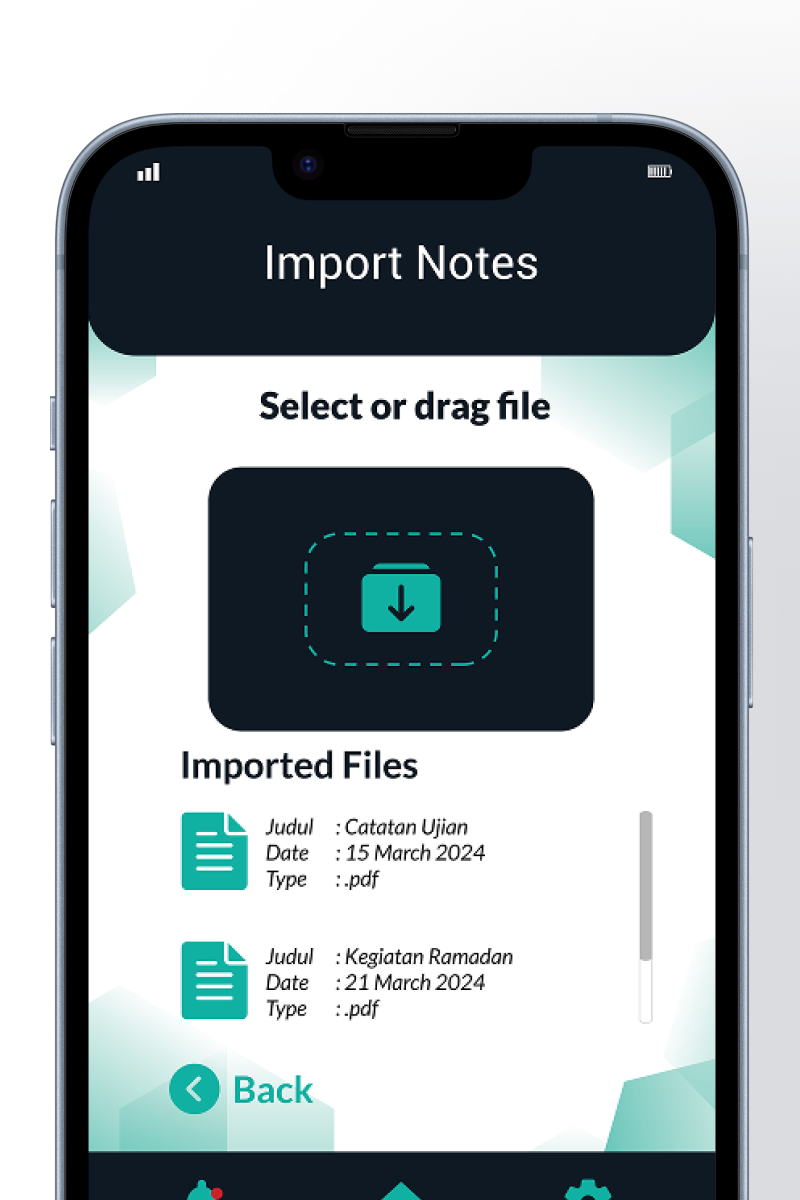 Import Notes
Select or drag file
Imported Files
Judul : Catatan Ujian
Date : 15 March 2024
Type : .pdf
Judul : Kegiatan Ramadan
Date : 21 March 2024
Type : .pdf
Back